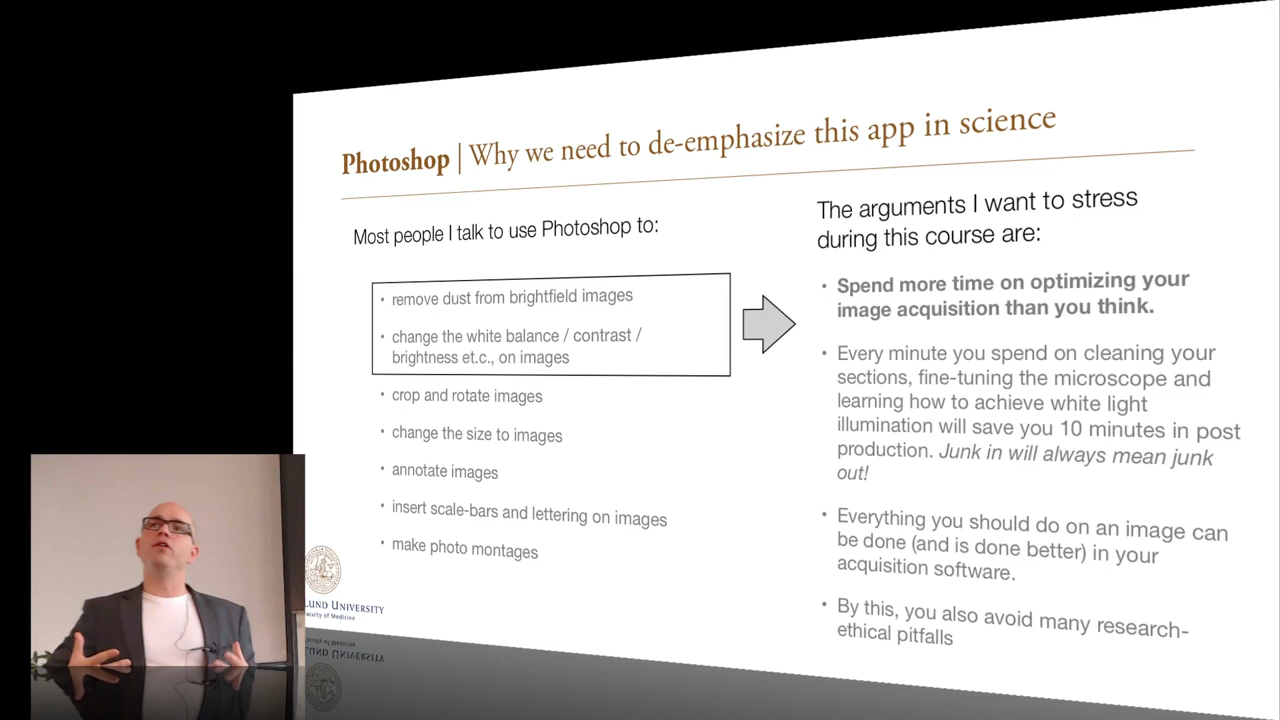 Photoshop | Why we need to de-emphasize this app in science
Most people I talk to use Photoshop to:
• remove dust from brightfield images
• change the white balance / contrast /
brightness et.c., on images
• crop and rotate images
• change the size to images
• annotate images
• insert scale-bars and lettering on images
• make photo montages
The arguments I want to stress
during this course are:
• Spend more time on optimizing your
image acquisition than you think.
• Every minute you spend on cleaning your
sections, fine-tuning the microscope and
learning how to achieve white light
illumination will save you 10 minutes in post
production. Junk in will always mean junk
out!
• Everything you should do on an image can
be done (and is done better) in your
acquisition software.
• By this, you also avoid many research-
ethical pitfalls
LUND UNIVERSITY
Faculty of Medicine